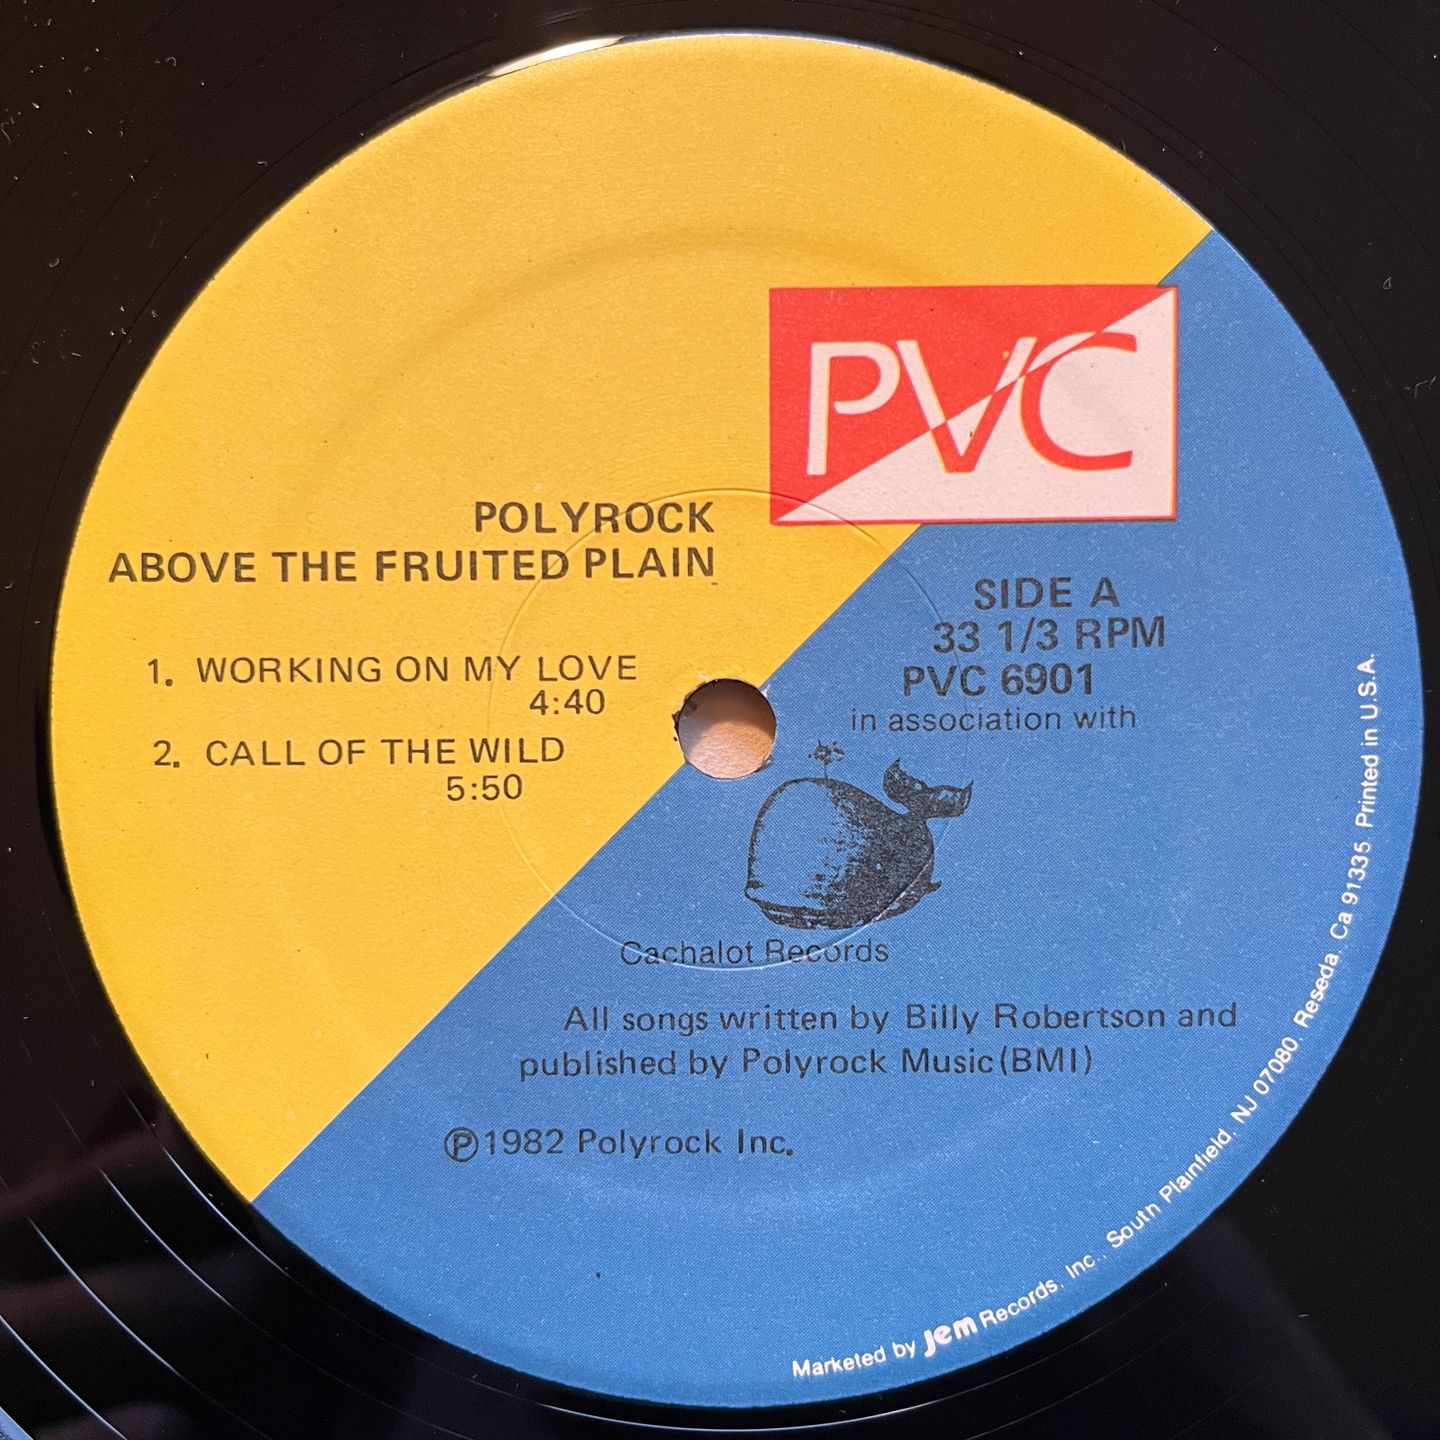 PVC
POLYROCK
ABOVE THE FRUITED PLAIN
1. WORKING ON MY LOVE
4:40
2. CALL OF THE WILD
5:50
SIDE A
33 1/3 RPM
PVC 6901
in association with
Cachalot Records
All songs written by Billy Robertson and
published by Polyrock Music (BMI)
Ⓟ1982 Polyrock Inc.
Marketed by Jem Records, Inc., South Plainfield, NJ 07080, Reseda, Ca 91335 Printed in U.S.A.